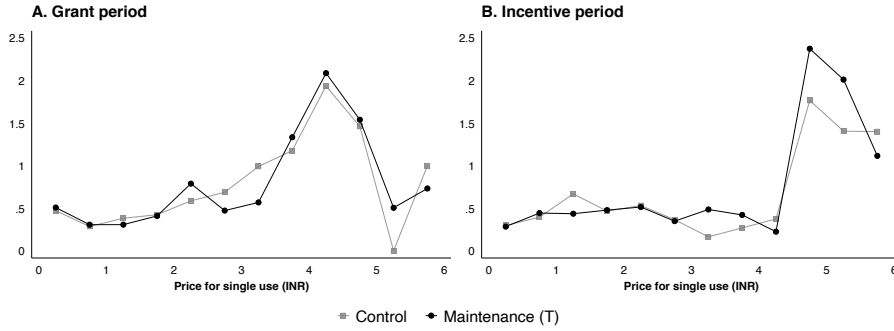 A. Grant period
B. Incentive period
2.5
2
1.5
1
.5
0
0 1 2 3 4 5 6
Price for single use (INR)
2.5
2
1.5
1
.5
0
0 1 2 3 4 5 6
Price for single use (INR)
Control
Maintenance (T)